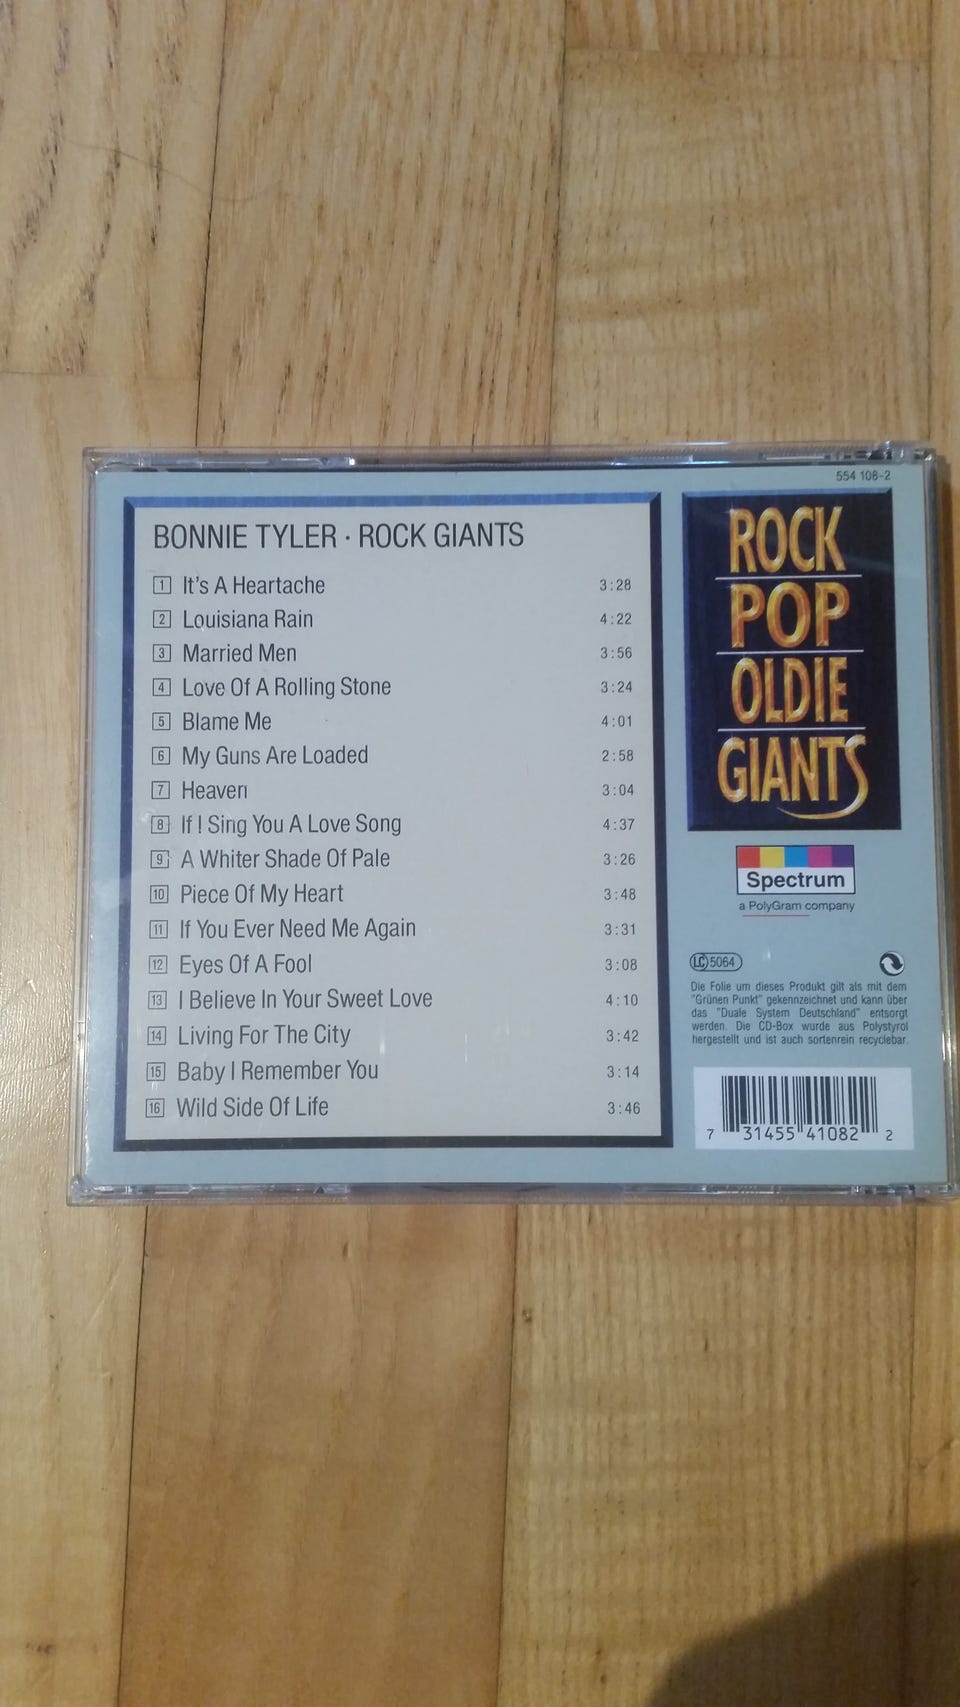 554 108-2
BONNIE TYLER · ROCK GIANTS
1 It's A Heartache 3:28
2 Louisiana Rain 4:22
3 Married Men 3:56
4 Love Of A Rolling Stone 3:24
5 Blame Me 4:01
6 My Guns Are Loaded 2:58
7 Heaven 3:04
8 If I Sing You A Love Song 4:37
9 A Whiter Shade Of Pale 3:26
10 Piece Of My Heart 3:48
11 If You Ever Need Me Again 3:31
12 Eyes Of A Fool 3:08
13 I Believe In Your Sweet Love 4:10
14 Living For The City 3:42
15 Baby I Remember You 3:14
16 Wild Side Of Life 3:46
ROCK
POP
OLDIE
GIANTS
Spectrum
a PolyGram company
LC 5064
Die Folie um dieses Produkt gilt als mit dem
"Grünen Punkt" gekennzeichnet und kann über
das "Duale System Deutschland" entsorgt
werden. Die CD-Box wurde aus Polystyrol
hergestellt und ist auch sortenrein recyclebar.
7 31455 41082 2